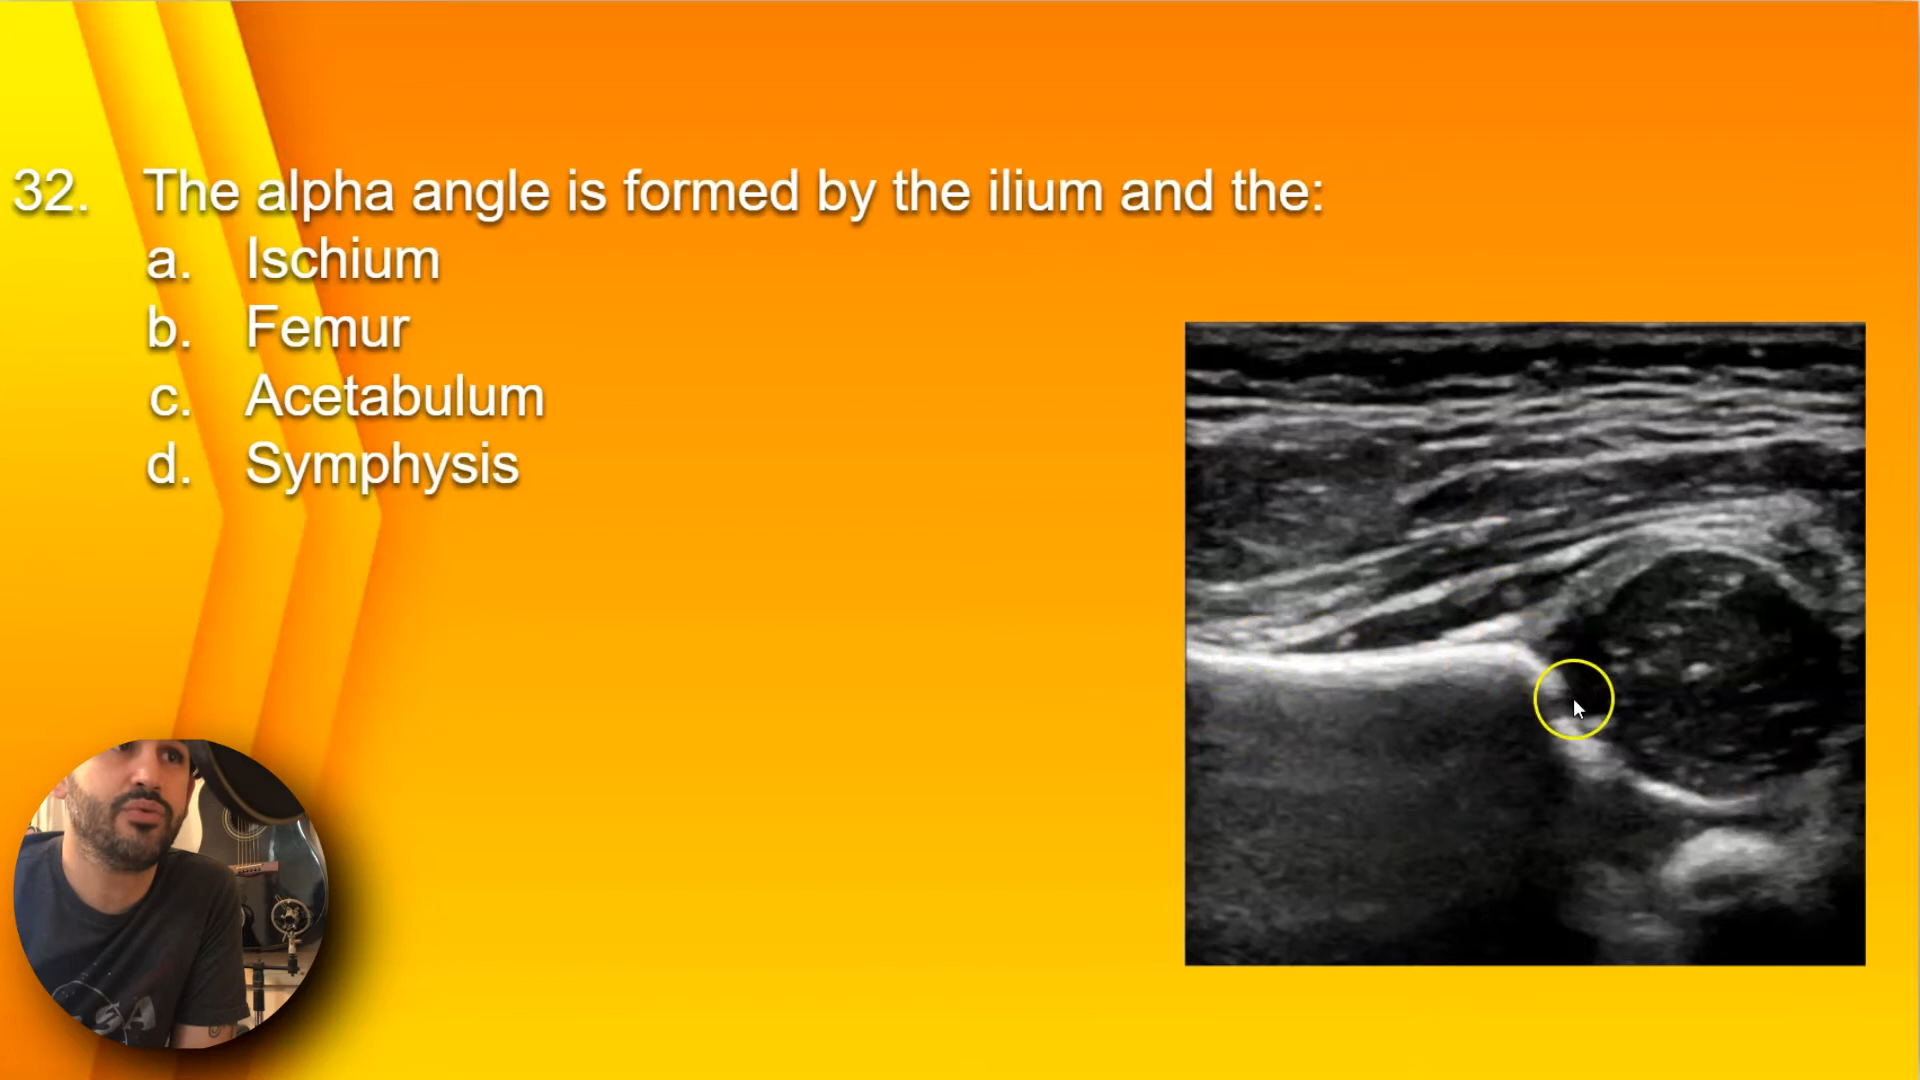 32. The alpha angle is formed by the ilium and the:
a. Ischium
b. Femur
c. Acetabulum
d. Symphysis